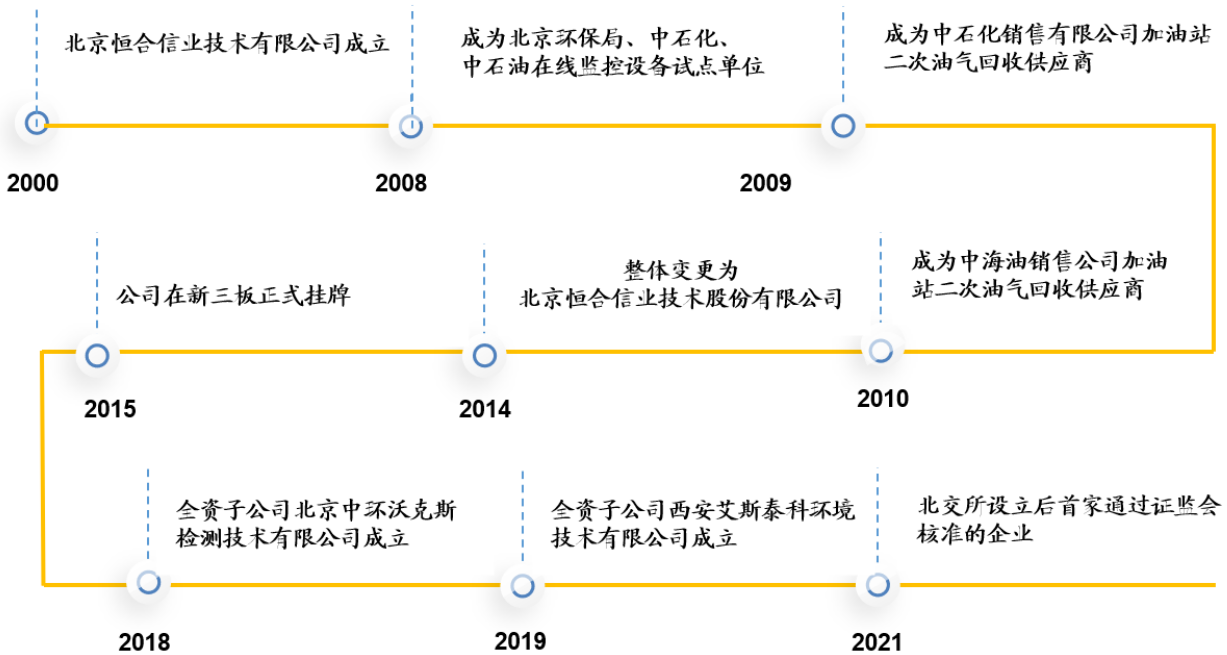 北京恒合信业技术有限公司成立
2000
成为北京环保局、中石化、
中石油在线监控设备试点单位
2008
成为中石化销售有限公司加油站
二次油气回收供应商
2009
成为中海油销售公司加油
站二次油气回收供应商
2010
整体变更为
北京恒合信业技术股份有限公司
2014
公司在新三板正式挂牌
2015
全资子公司北京中环沃克斯
检测技术有限公司成立
2018
全资子公司西安艾斯泰科环境
技术有限公司成立
2019
北交所设立后首家通过证监会
核准的企业
2021